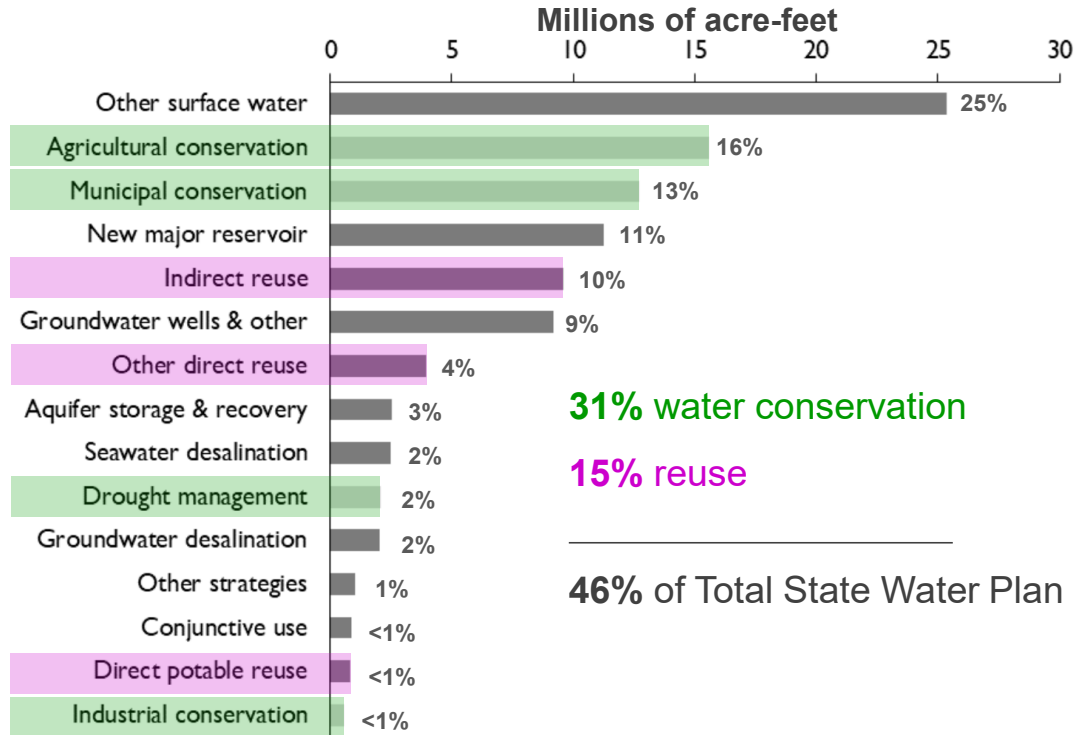 Millions of acre-feet
0 5 10 15 20 25 30
Other surface water 25%
Agricultural conservation 16%
Municipal conservation 13%
New major reservoir 11%
Indirect reuse 10%
Groundwater wells & other 9%
Other direct reuse 4%
Aquifer storage & recovery 3%
31% water conservation
Seawater desalination 2%
15% reuse
Drought management 2%
Groundwater desalination 2%
Other strategies 1%
46% of Total State Water Plan
Conjunctive use <1%
Direct potable reuse <1%
Industrial conservation <1%